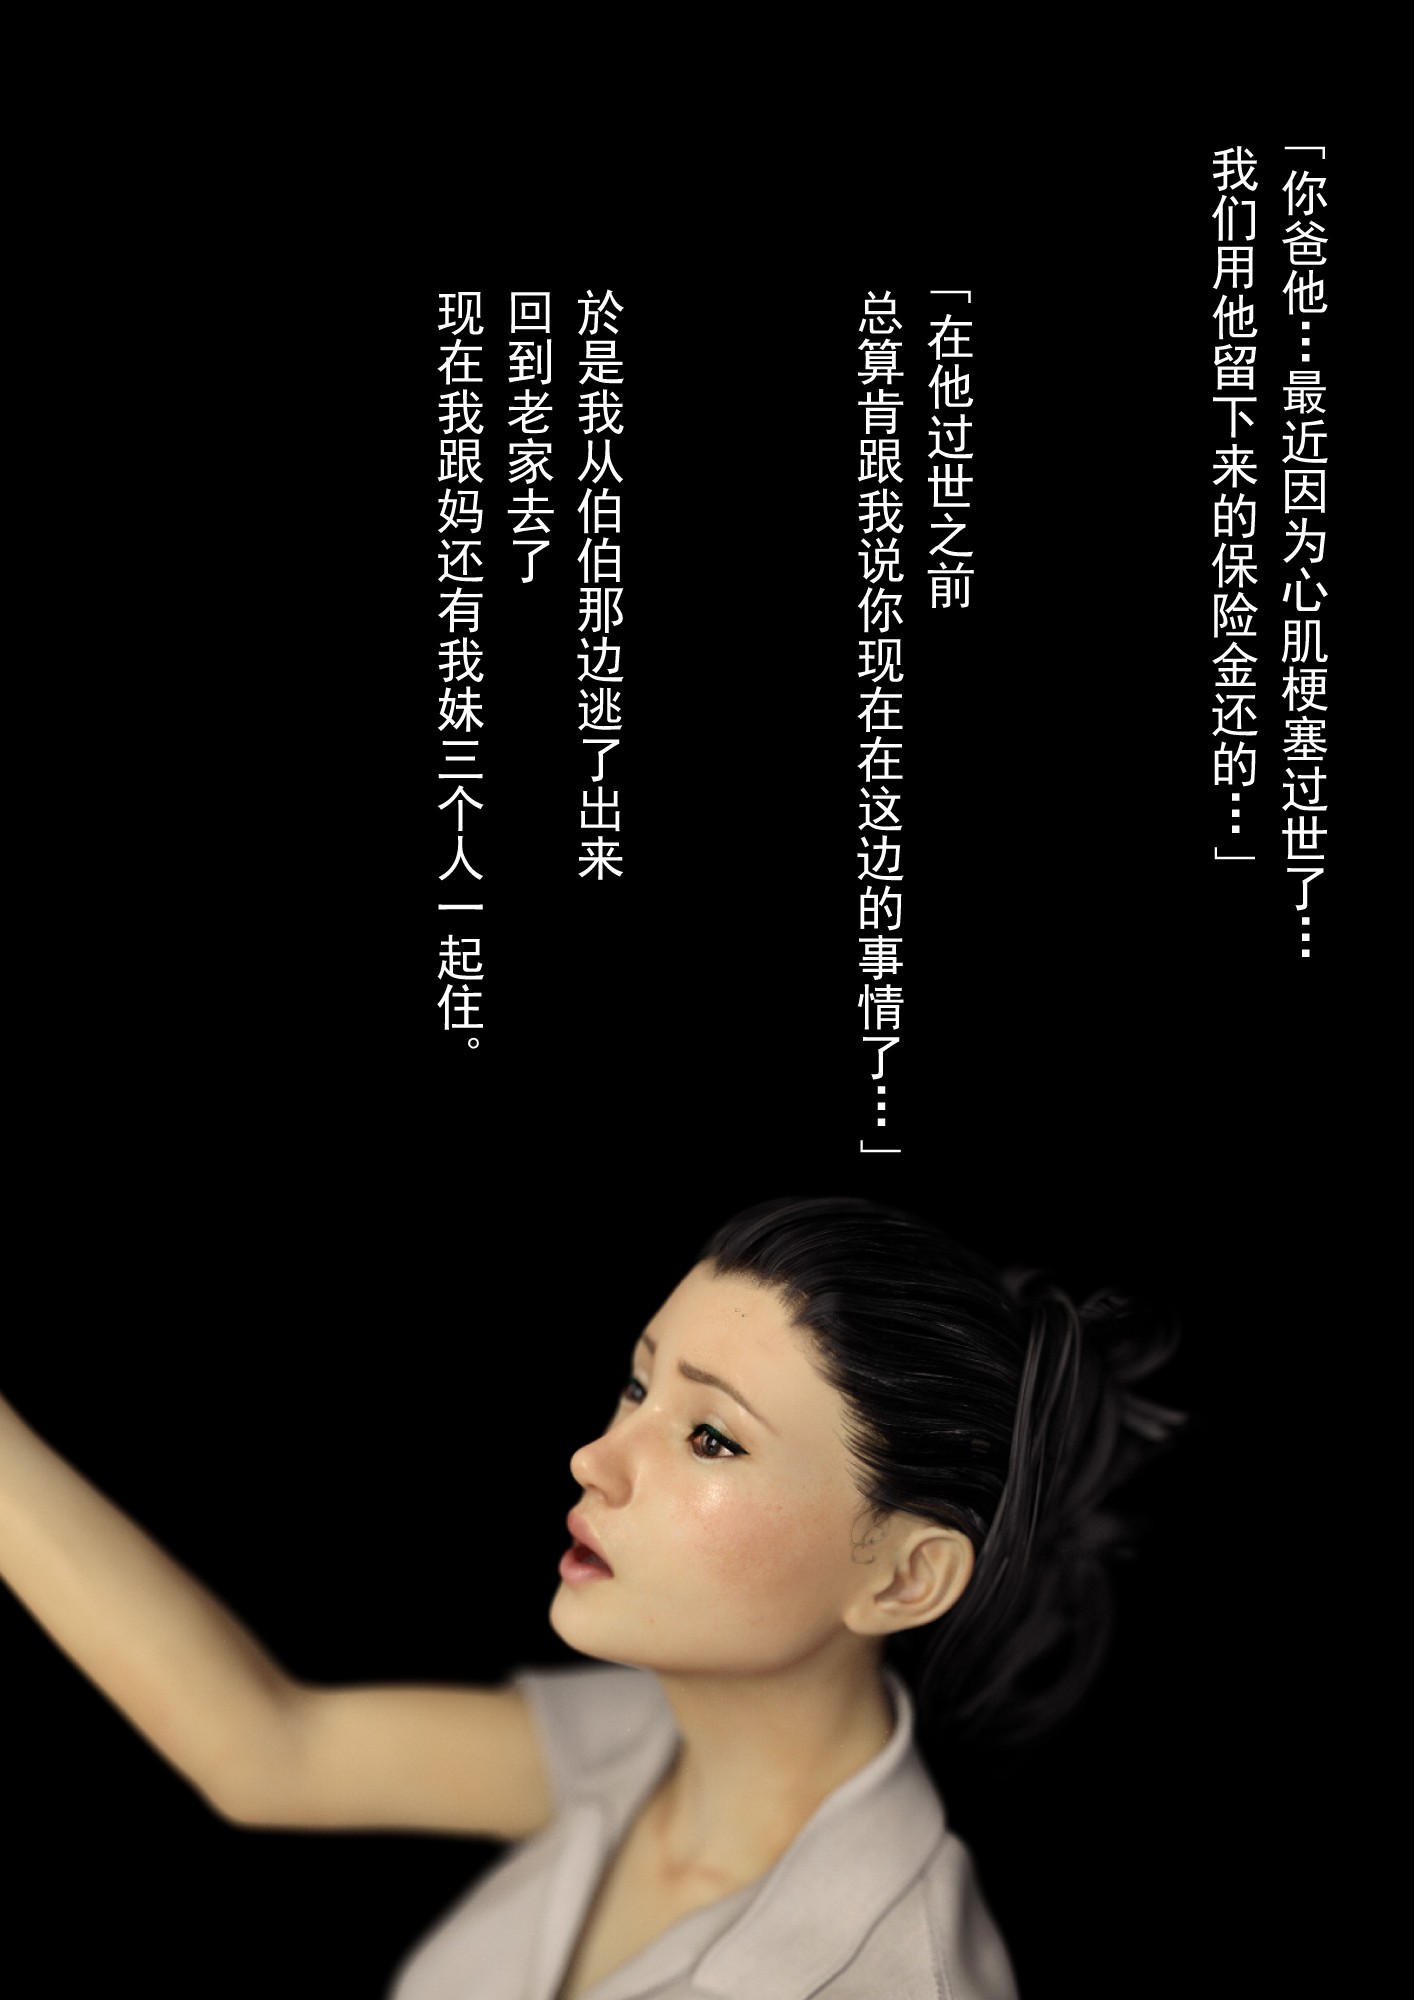 「你爸他…最近因为心肌梗塞过世了…
我们用他留下来的保险金还的…」
「在他过世之前
总算肯跟我说你现在在这边的事情了…」
於是我从伯伯那边逃了出来
回到老家去了
现在我跟妈还有我妹三个人一起住。